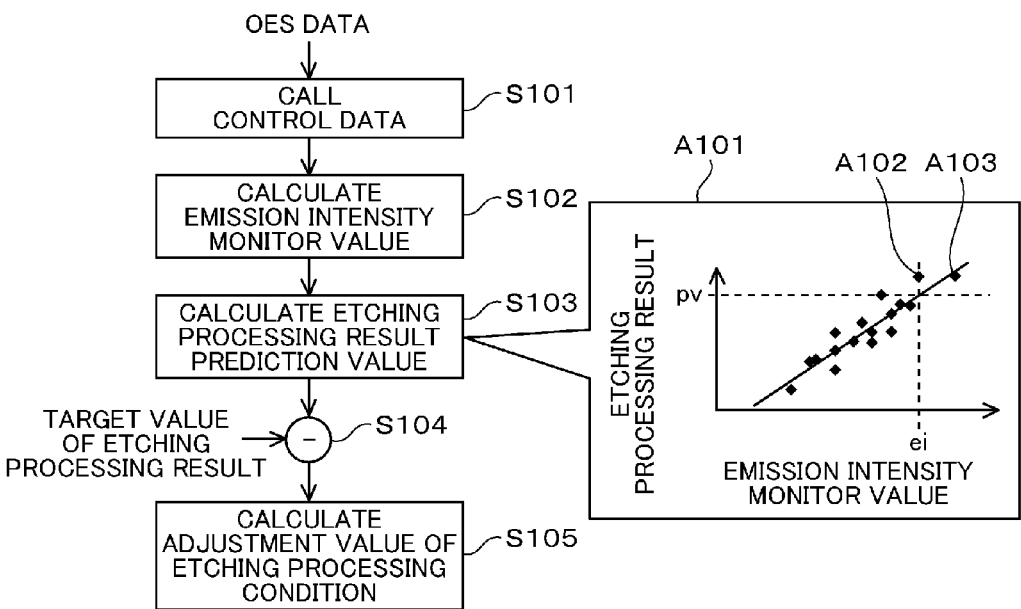 OES DATA
CALL
CONTROL DATA
S101
CALCULATE
EMISSION INTENSITY
MONITOR VALUE
S102
CALCULATE ETCHING
PROCESSING RESULT
PREDICTION VALUE
S103
TARGET VALUE
OF ETCHING
PROCESSING RESULT
−
S104
CALCULATE
ADJUSTMENT VALUE OF
ETCHING PROCESSING
CONDITION
S105
A101
A102
A103
ETCHING
PROCESSING RESULT
pv
ei
EMISSION INTENSITY
MONITOR VALUE